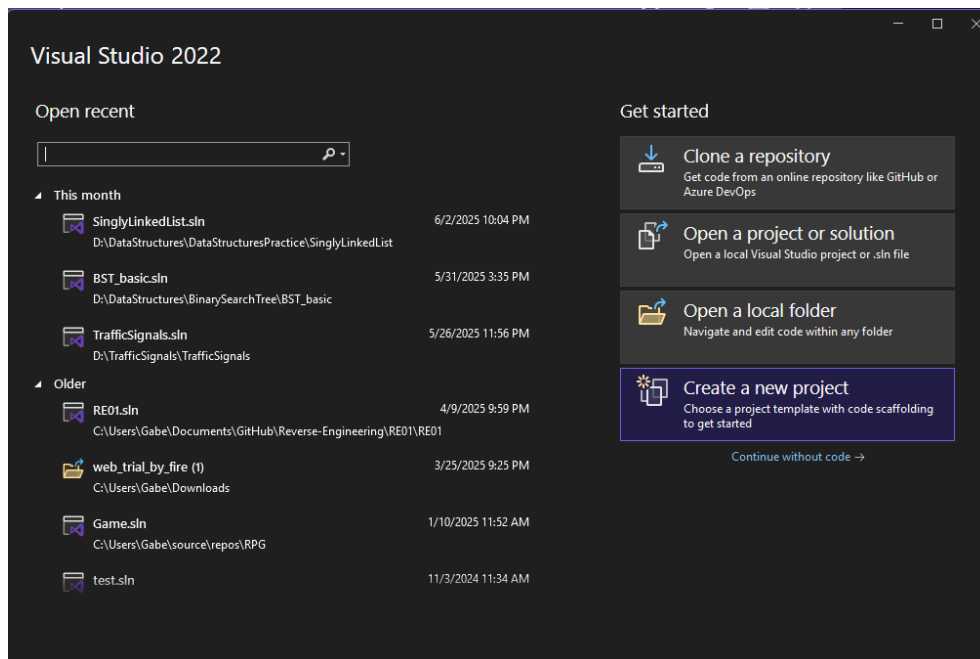 Visual Studio 2022
Open recent
This month
SinglyLinkedList.sln 6/2/2025 10:04 PM
D:\DataStructures\DataStructuresPractice\SinglyLinkedList
BST_basic.sln 5/31/2025 3:35 PM
D:\DataStructures\BinarySearchTree\BST_basic
TrafficSignals.sln 5/26/2025 11:56 PM
D:\TrafficSignals\TrafficSignals
Older
RE01.sln 4/9/2025 9:59 PM
C:\Users\Gabe\Documents\GitHub\Reverse-Engineering\RE01\RE01
web_trial_by_fire (1) 3/25/2025 9:25 PM
C:\Users\Gabe\Downloads
Game.sln 1/10/2025 11:52 AM
C:\Users\Gabe\source\repos\RPG
test.sln 11/3/2024 11:34 AM
Get started
Clone a repository
Get code from an online repository like GitHub or
Azure DevOps
Open a project or solution
Open a local Visual Studio project or .sln file
Open a local folder
Navigate and edit code within any folder
Create a new project
Choose a project template with code scaffolding
to get started
Continue without code →